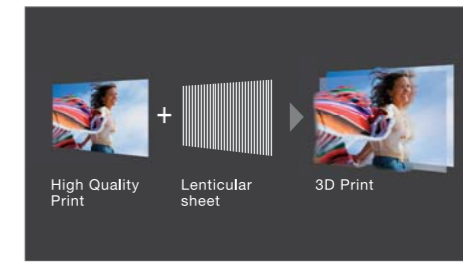 +
High Quality
Print
Lenticular
sheet
3D Print